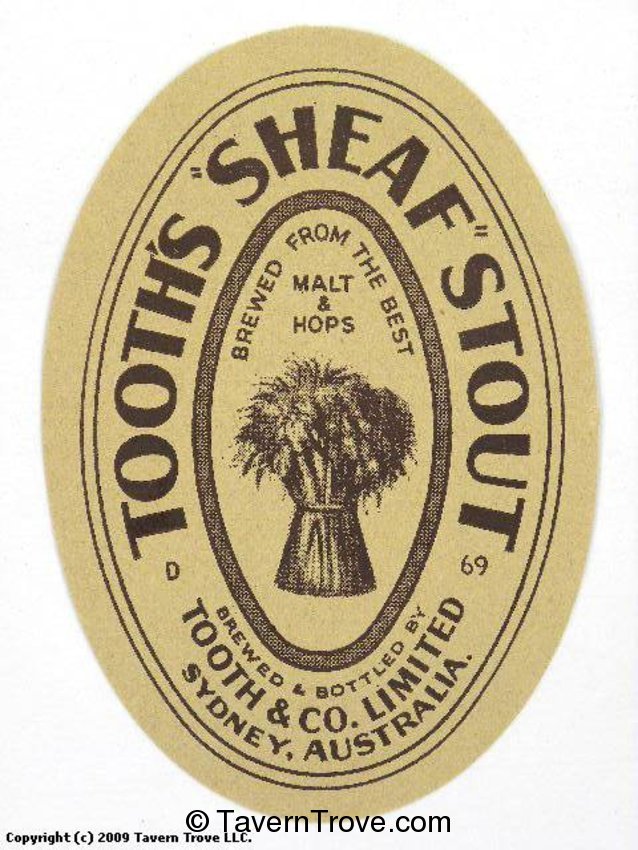 TOOTH'S "SHEAF" STOUT
BREWED FROM THE BEST
MALT
&
HOPS
D 69
BREWED & BOTTLED BY
TOOTH & CO. LIMITED
SYDNEY, AUSTRALIA.
© TavernTrove.com
Copyright (c) 2009 Tavern Trove LLC.